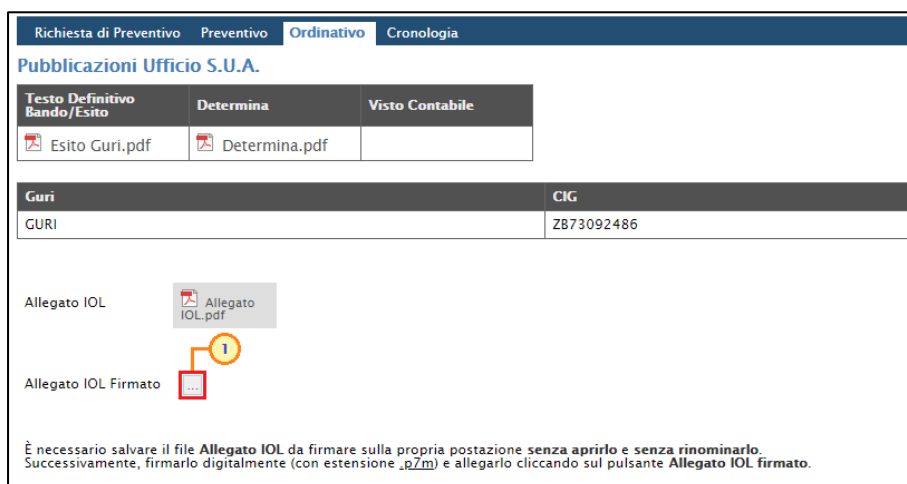 Richiesta di Preventivo Preventivo Ordinativo Cronologia
Pubblicazioni Ufficio S.U.A.
Testo Definitivo
Bando/Esito Determina Visto Contabile
Esito Guri.pdf Determina.pdf
Guri CIG
GURI ZB73092486
Allegato IOL Allegato
IOL.pdf
1
Allegato IOL Firmato ...
È necessario salvare il file Allegato IOL da firmare sulla propria postazione senza aprirlo e senza rinominarlo.
Successivamente, firmarlo digitalmente (con estensione .p7m) e allegarlo cliccando sul pulsante Allegato IOL firmato.